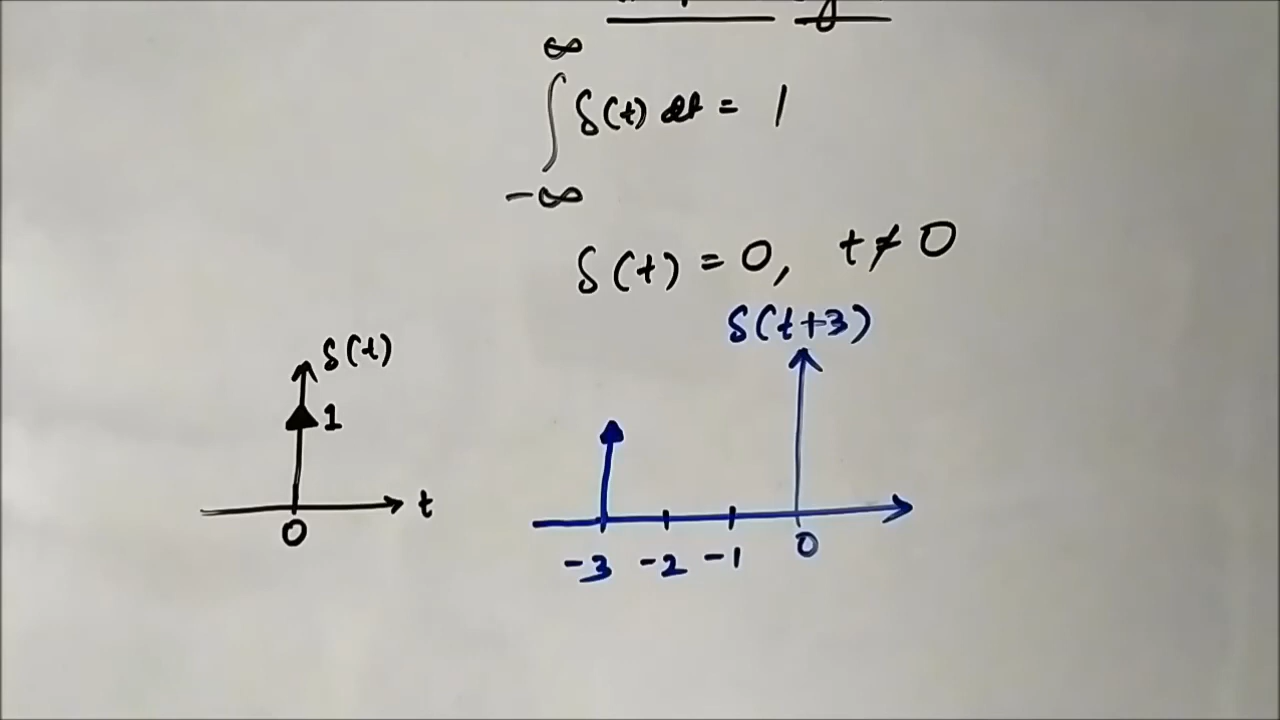 ∞
∫ δ(t) dt = 1
-∞
δ(t) = 0, t ≠ 0
δ(t+3)
δ(t)
1
t
0
-3 -2 -1 0